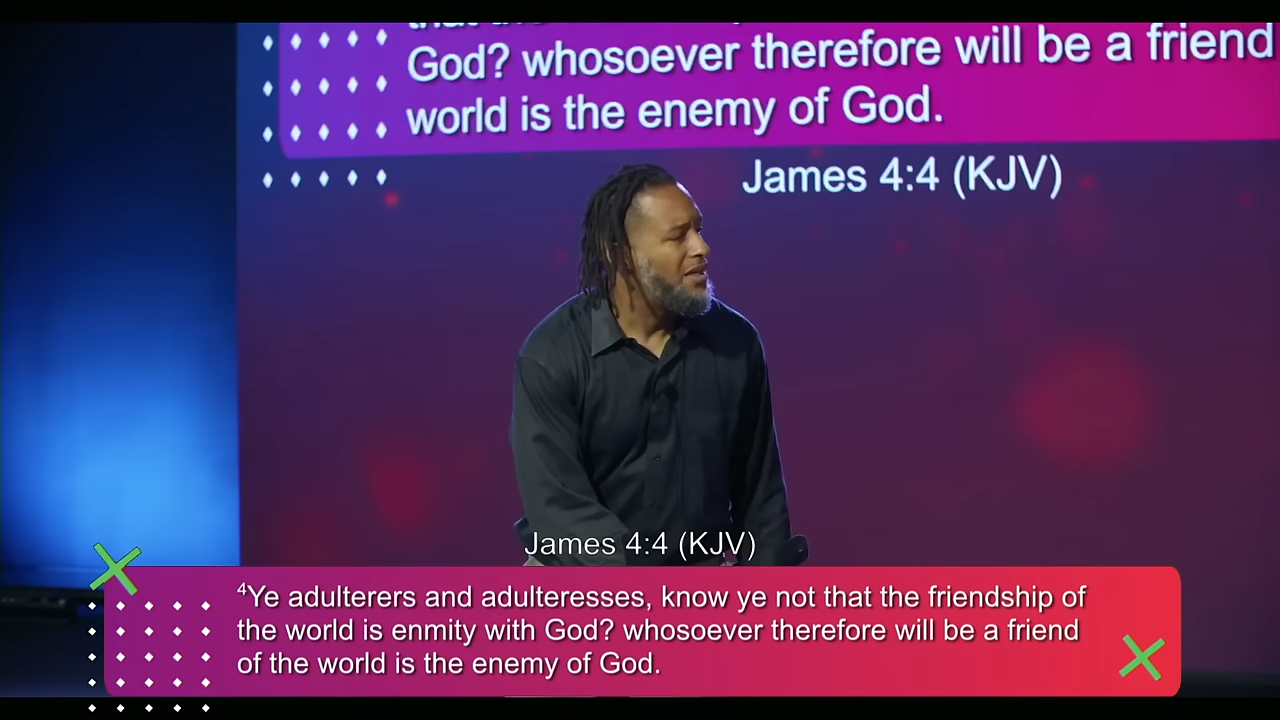 God? whosoever therefore will be a friend
world is the enemy of God.
James 4:4 (KJV)
James 4:4 (KJV)
4Ye adulterers and adulteresses, know ye not that the friendship of
the world is enmity with God? whosoever therefore will be a friend
of the world is the enemy of God.